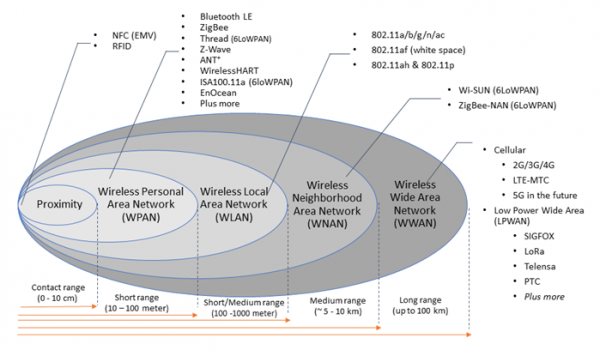 NFC (EMV)
RFID
Bluetooth LE
ZigBee
Thread (6LoWPAN)
Z-Wave
ANT+
WirelessHART
ISA100.11a (6loWPAN)
EnOcean
Plus more
802.11a/b/g/n/ac
802.11af (white space)
802.11ah & 802.11p
Wi-SUN (6LoWPAN)
ZigBee-NAN (6LoWPAN)
Cellular
2G/3G/4G
LTE-MTC
5G in the future
Low Power Wide Area
(LPWAN)
SIGFOX
LoRa
Telensa
PTC
Plus more
Proximity
Wireless Personal
Area Network
(WPAN)
Wireless Local
Area Network
(WLAN)
Wireless
Neighborhood
Area Network
(WNAN)
Wireless
Wide Area
Network
(WWAN)
Contact range
(0 - 10 cm)
Short range
(10 – 100 meter)
Short/Medium range
(100 -1000 meter)
Medium range
(~ 5 - 10 km)
Long range
(up to 100 km)